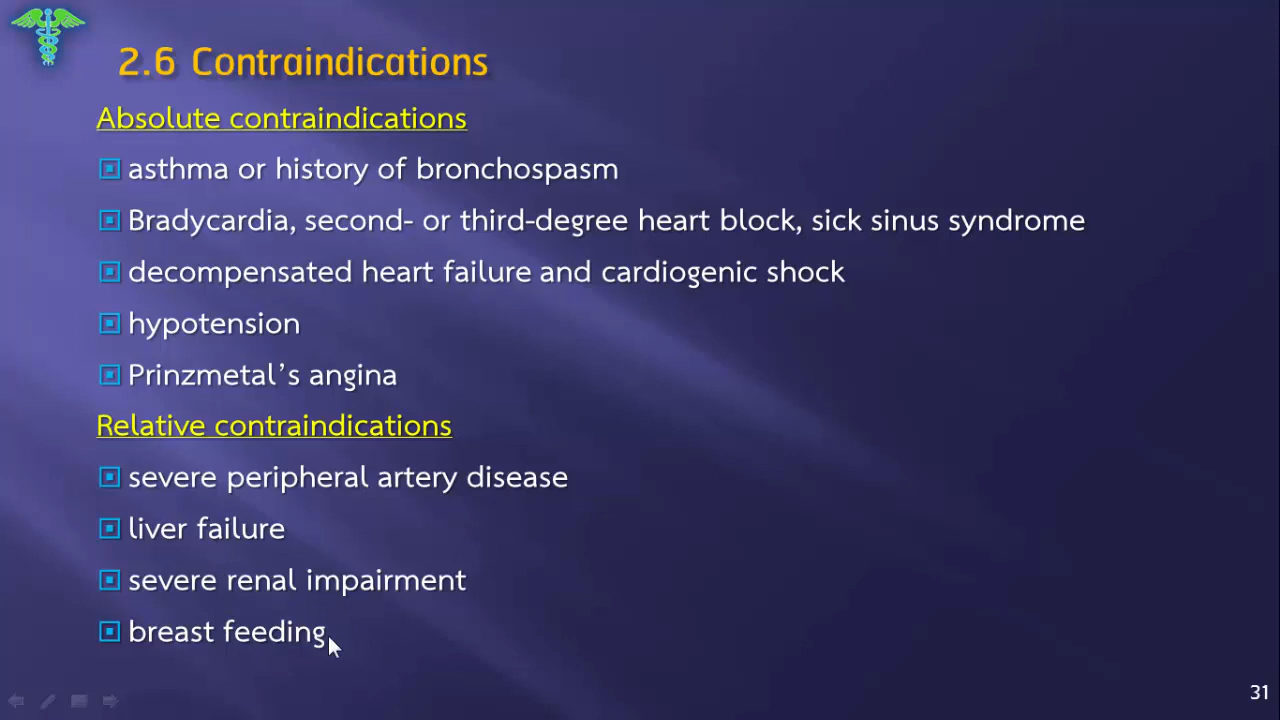 2.6 Contraindications
Absolute contraindications
asthma or history of bronchospasm
Bradycardia, second- or third-degree heart block, sick sinus syndrome
decompensated heart failure and cardiogenic shock
hypotension
Prinzmetal’s angina
Relative contraindications
severe peripheral artery disease
liver failure
severe renal impairment
breast feeding
31